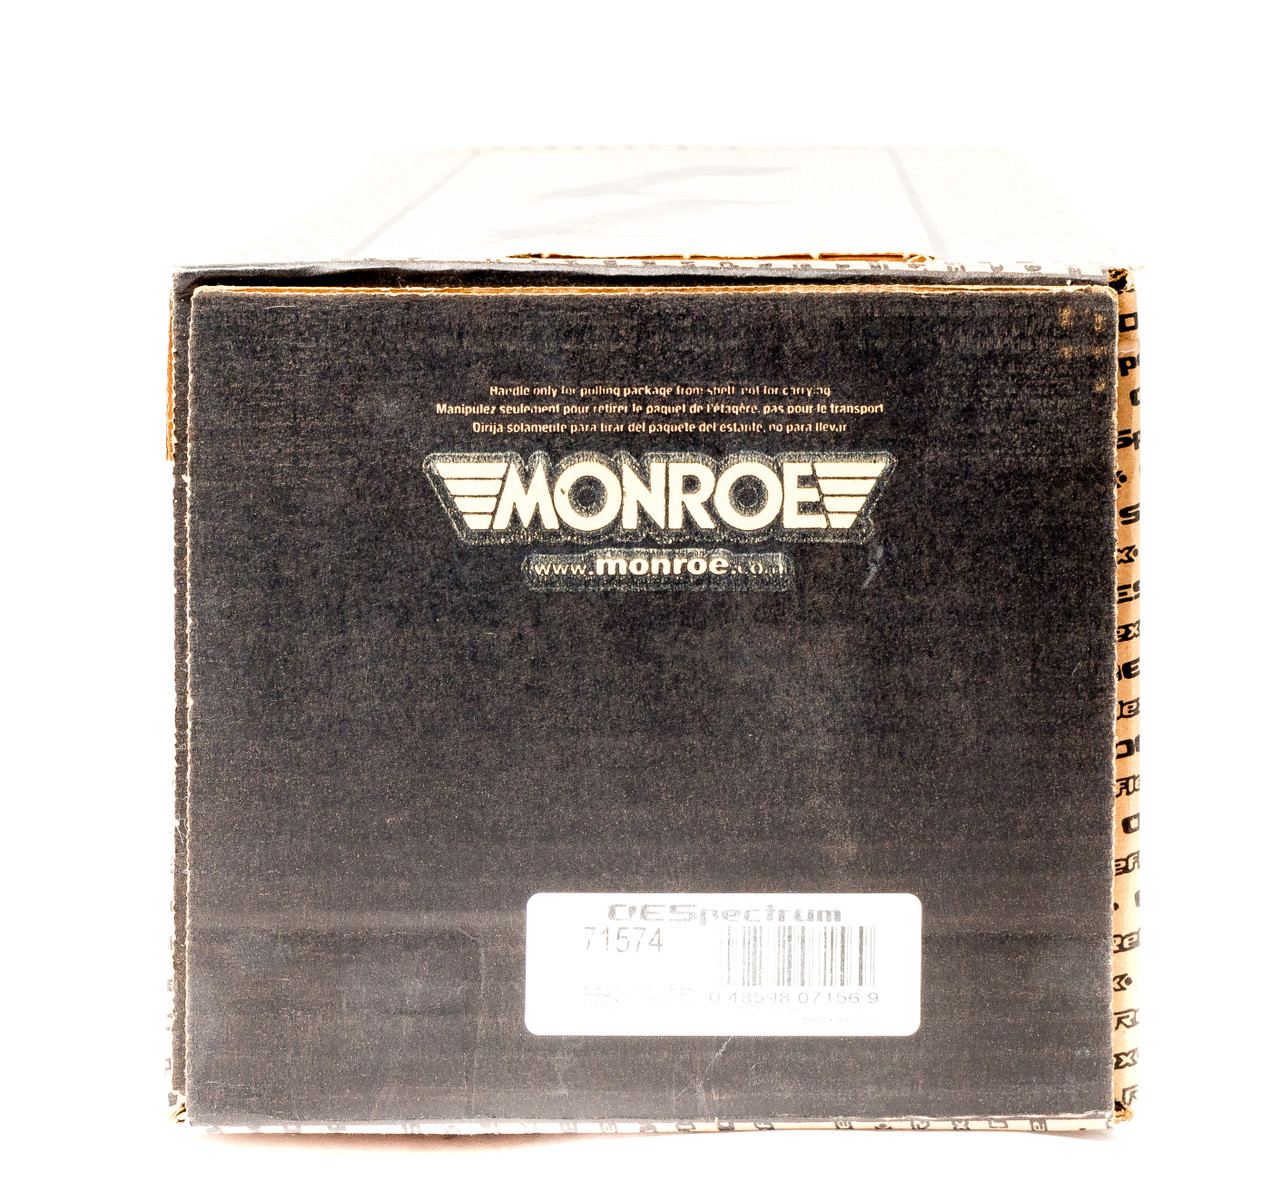 Handle only for pulling package from shelf, not for carrying
Manipulez seulement pour retirer le paquet de l'étagère, pas pour le transport
Dirija solamente para tirar del paquete del estante, no para llevar
MONROE
www.monroe.com
OESpectrum
71574
0 48598 07156 9